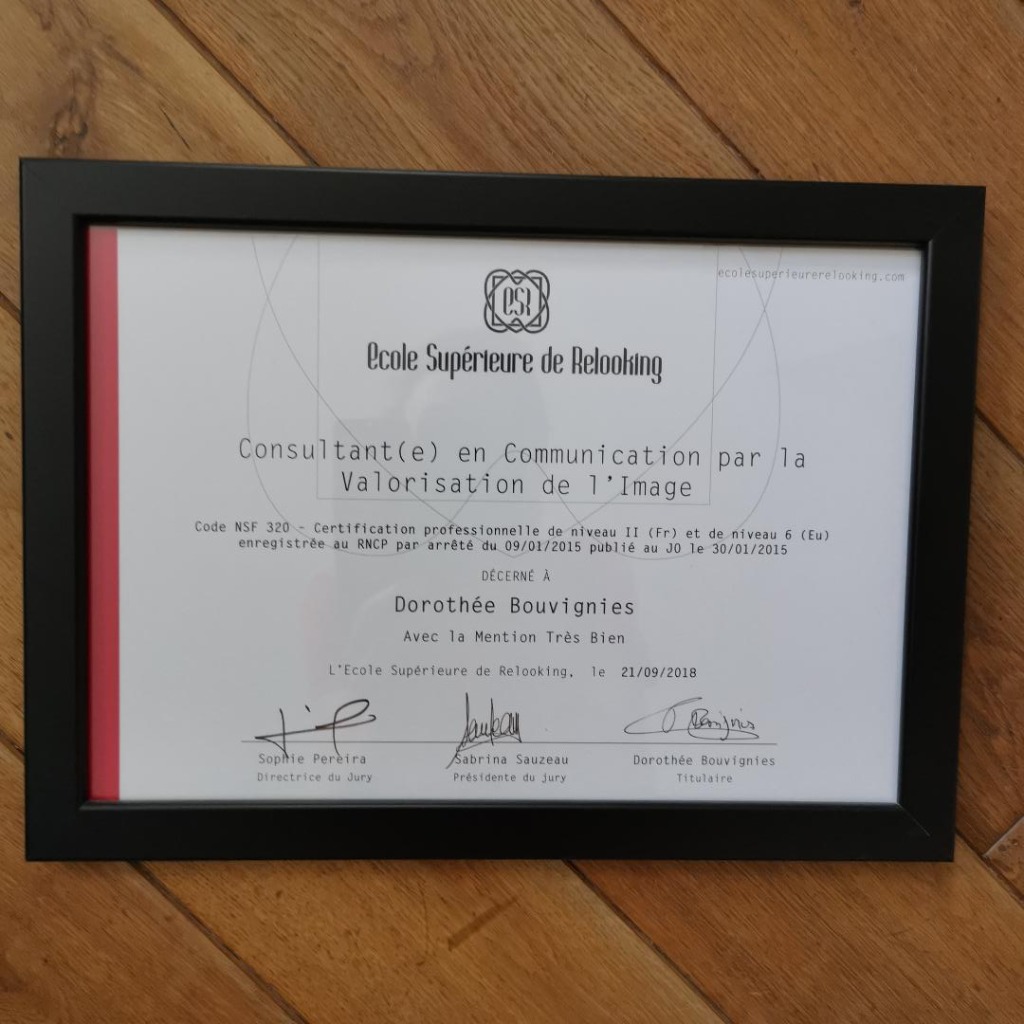 ecolesuperieurerelooking.com
eSR
Ecole Supérieure de Relooking
Consultant(e) en Communication par la
Valorisation de l'Image
Code NSF 320 - Certification professionnelle de niveau II (Fr) et de niveau 6 (Eu)
enregistrée au RNCP par arrêté du 09/01/2015 publié au JO le 30/01/2015
DÉCERNÉ À
Dorothée Bouvignies
Avec la Mention Très Bien
L'Ecole Supérieure de Relooking, le 21/09/2018
Sophie Pereira Sabrina Sauzeau Dorothée Bouvignies
Directrice du Jury Présidente du jury Titulaire